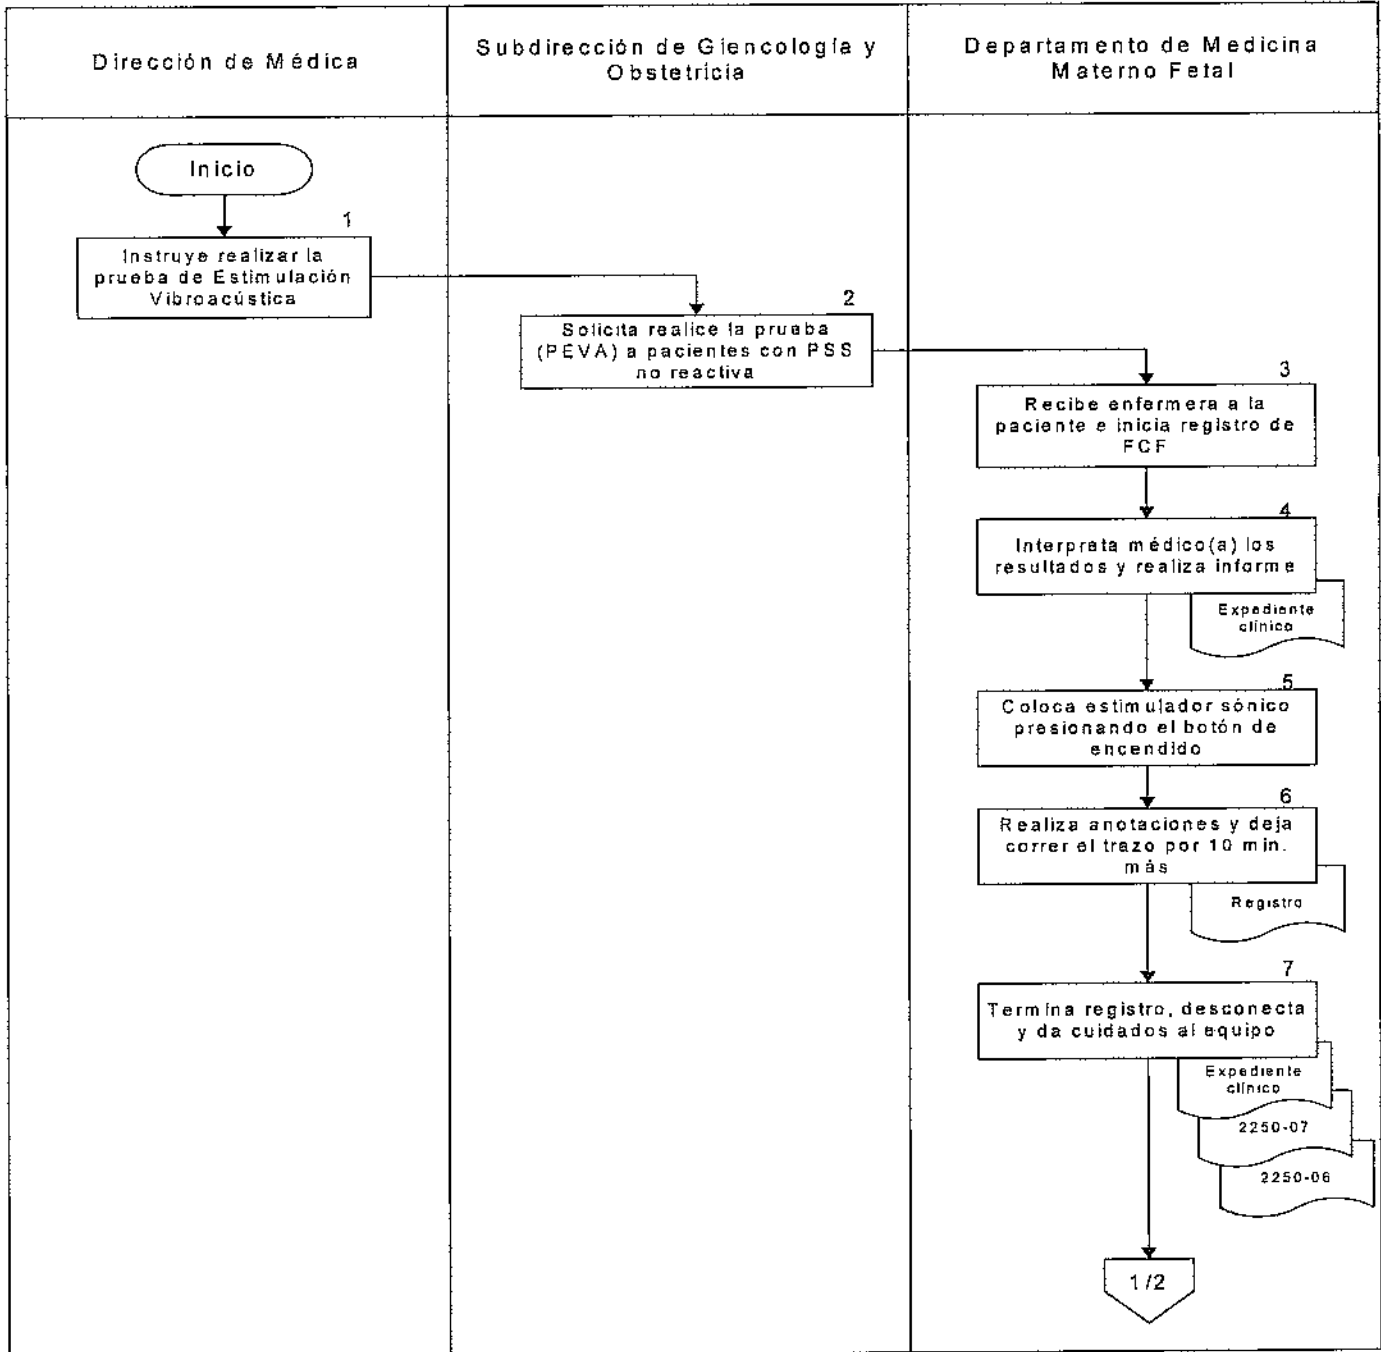 Dirección de Médica
Subdirección de Giencología y
Obstetricia
Departamento de Medicina
Materno Fetal
Inicio
1
Instruye realizar la
prueba de Estimulación
Vibroacústica
2
Solicita realice la prueba
(PEVA) a pacientes con PSS
no reactiva
3
Recibe enfermera a la
paciente e inicia registro de
FCF
4
Interpreta médico(a) los
resultados y realiza informe
Expediente
clínico
5
Coloca estimulador sónico
presionando el botón de
encendido
6
Realiza anotaciones y deja
correr el trazo por 10 min.
más
Registro
7
Termina registro, desconecta
y da cuidados al equipo
Expediente
clínico
2250-07
2250-06
1/2